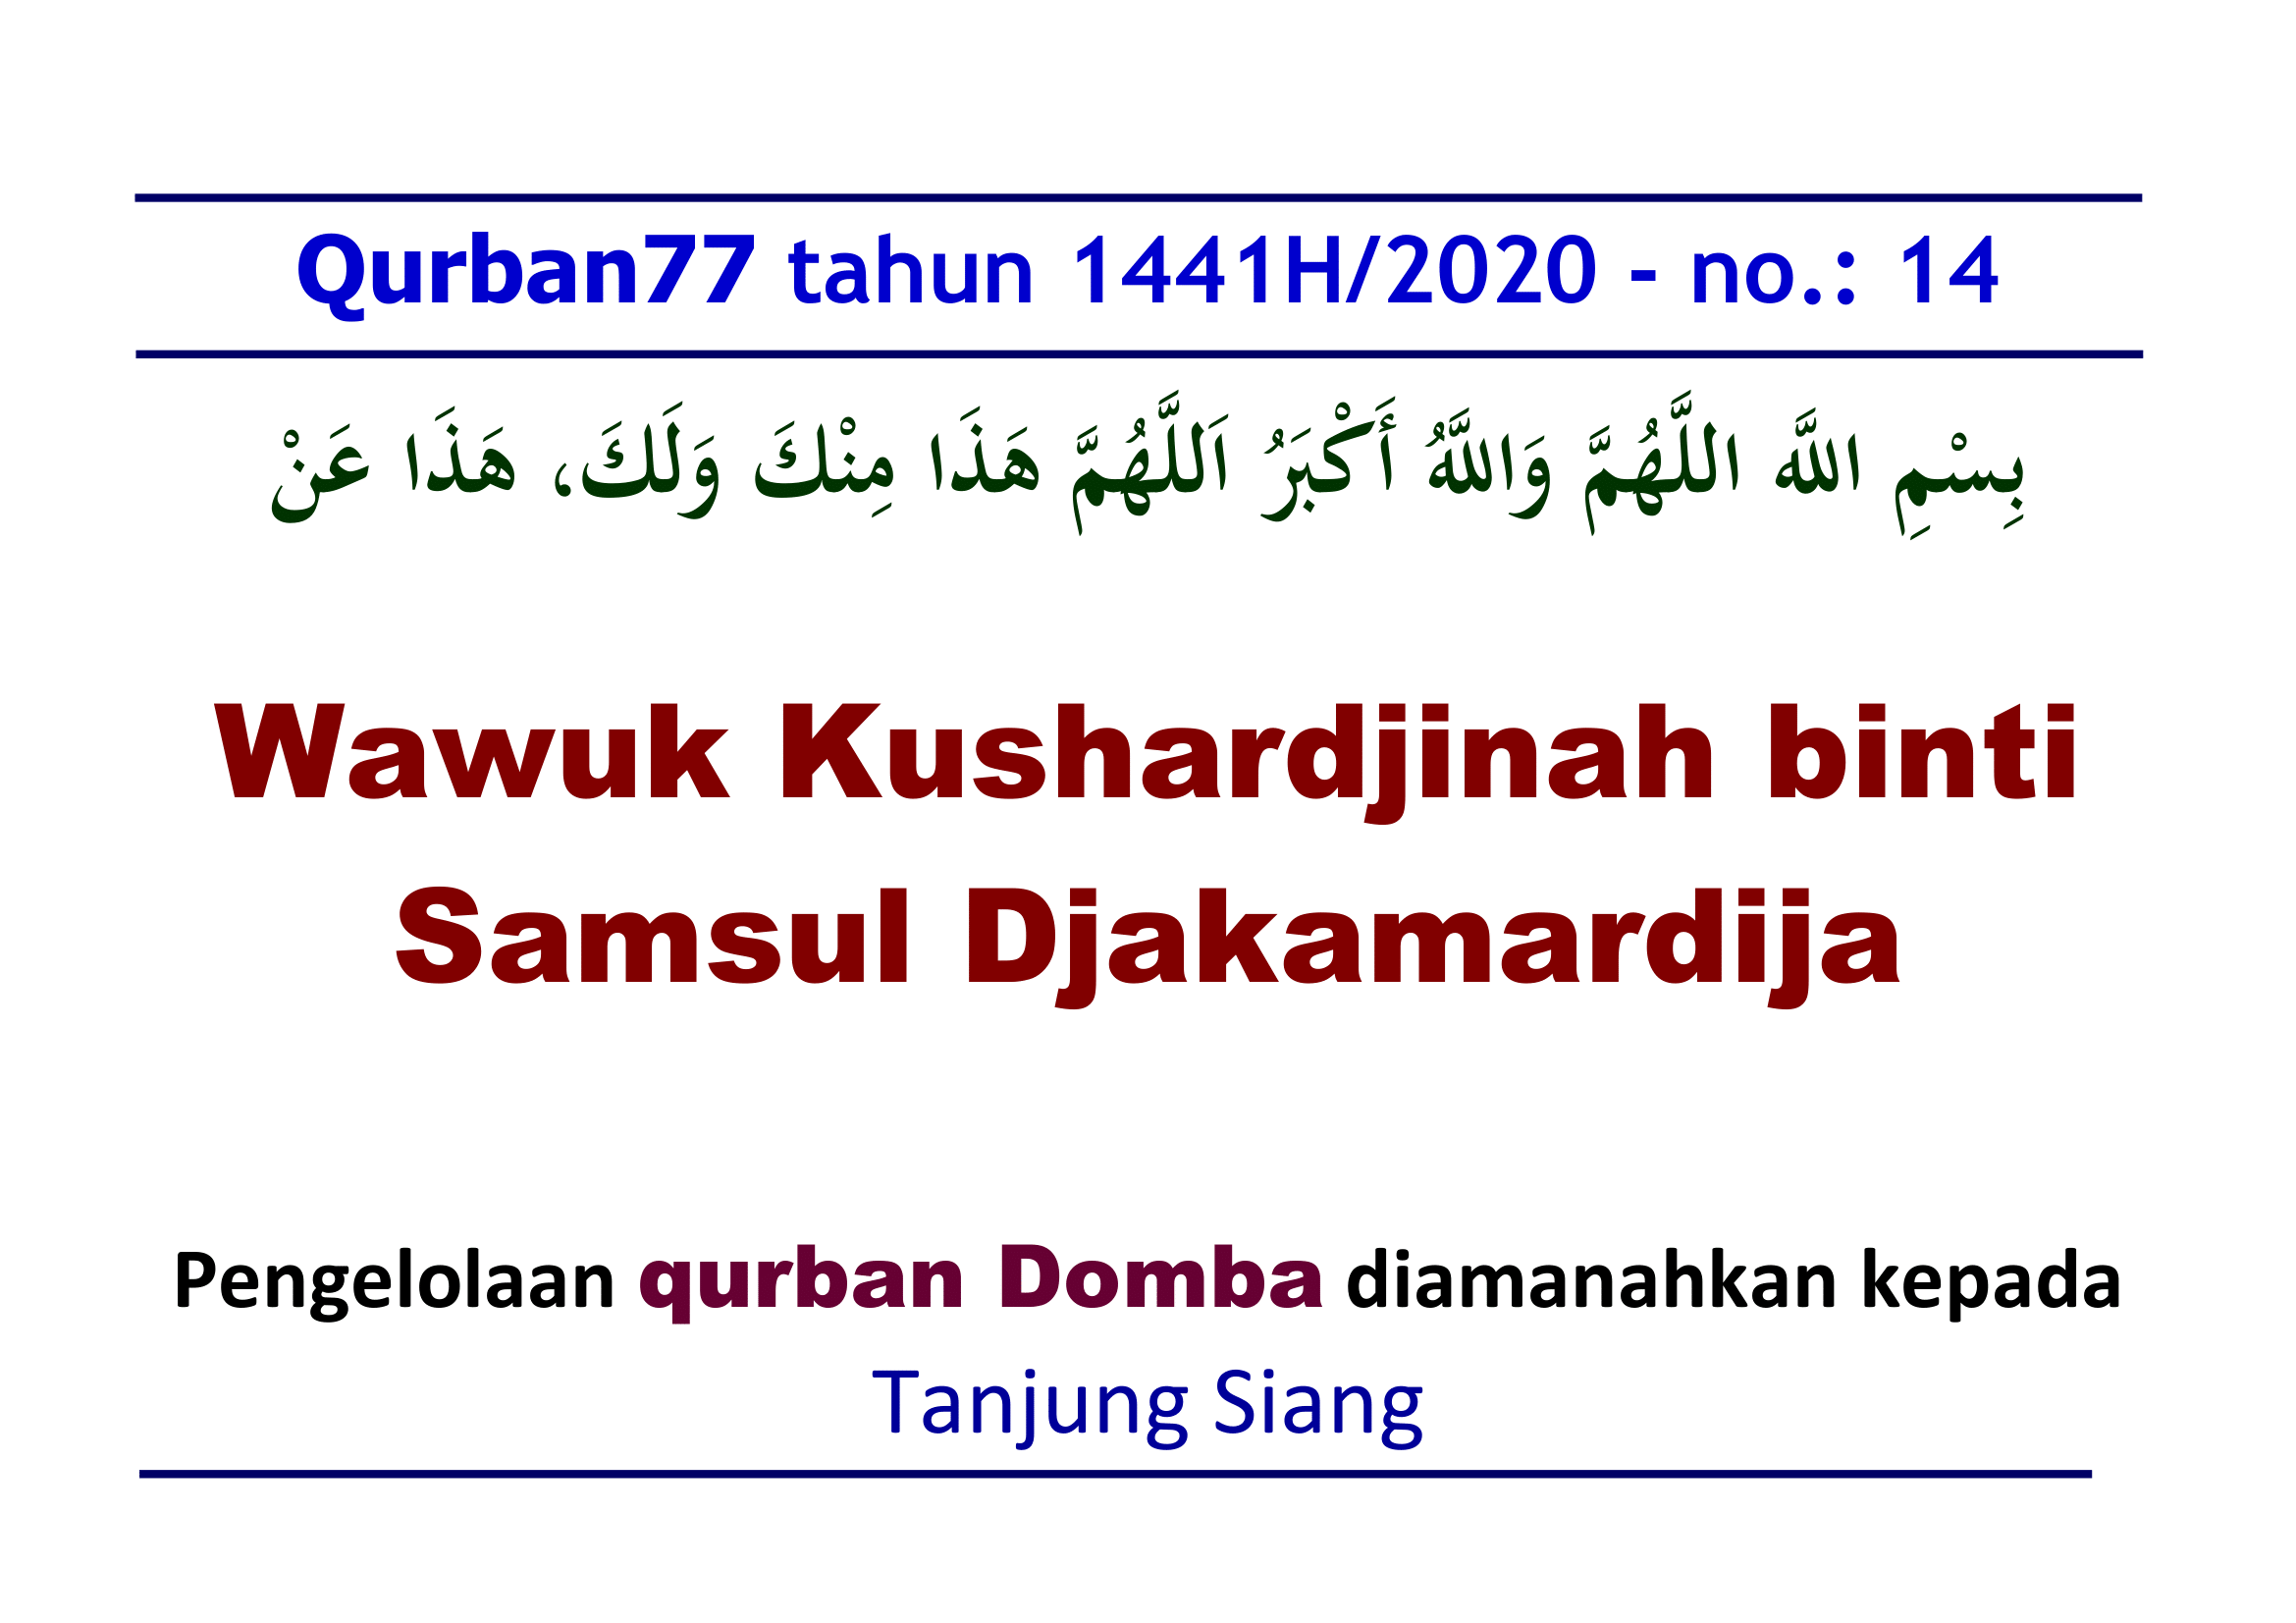 Qurban77 tahun 1441H/2020 - no.: 14
بِسْمِ اللَّه اَللَّهُمَّ وَاللَّهُ أَكْبَرُ اَللَّهُمَّ هَذَا مِنْكَ وَلَكَ، هَذَا عَنْ
Wawuk Kushardjinah binti
Samsul Djakamardija
Pengelolaan qurban Domba diamanahkan kepada
Tanjung Siang